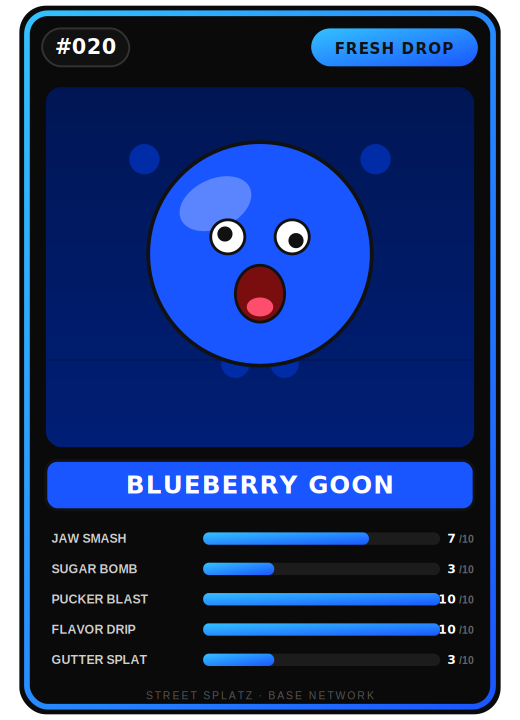 #020 FRESH DROP
BLUEBERRY GOON
JAW SMASH 7 /10
SUGAR BOMB 3 /10
PUCKER BLAST 10 /10
FLAVOR DRIP 10 /10
GUTTER SPLAT 3 /10
STREET SPLATZ · BASE NETWORK